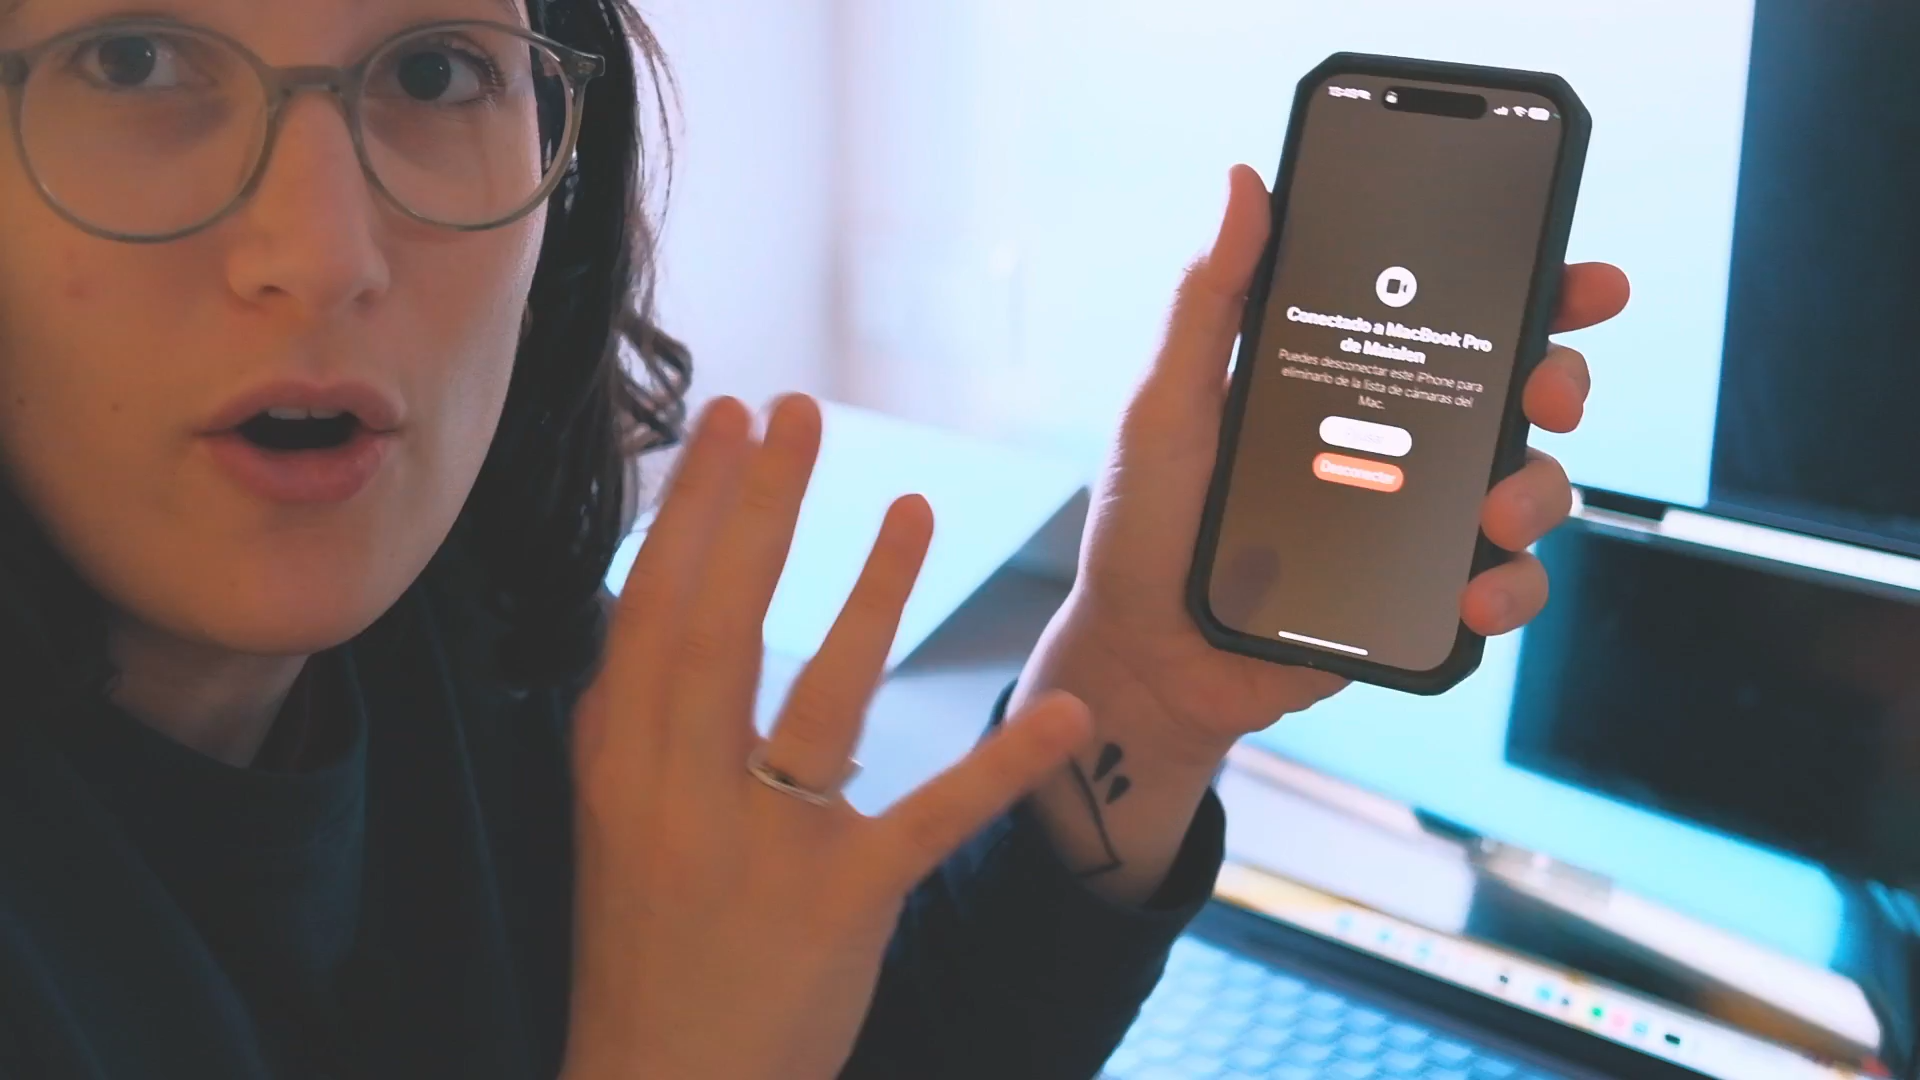 Conectado a MacBook Pro
de Maialen
Puedes desconectar este iPhone para
eliminarlo de la lista de cámaras del
Mac.
Desconectar